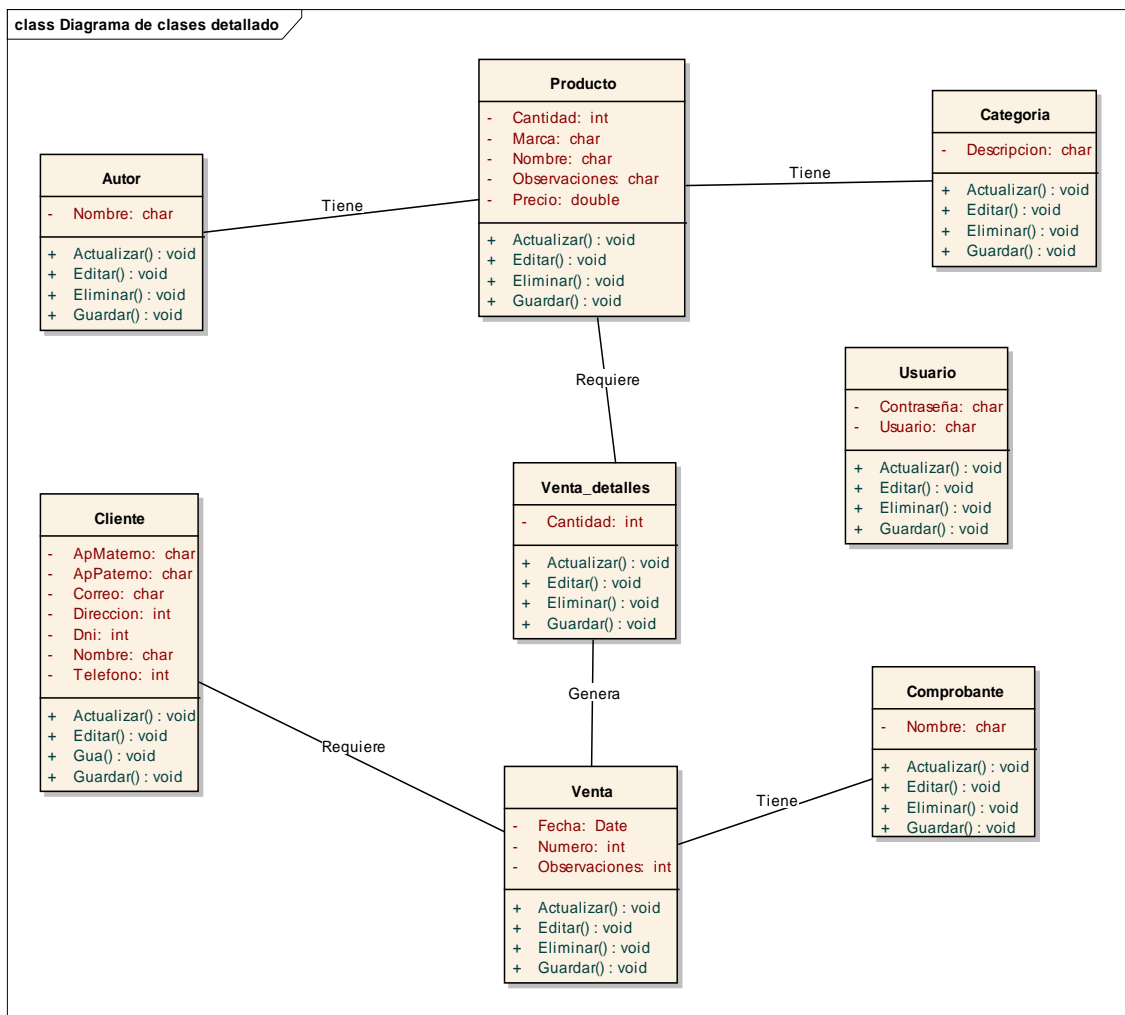 class Diagrama de clases detallado
Producto
- Cantidad: int
- Marca: char
- Nombre: char
- Observaciones: char
- Precio: double
+ Actualizar() : void
+ Editar() : void
+ Eliminar() : void
+ Guardar() : void
Categoria
- Descripcion: char
+ Actualizar() : void
+ Editar() : void
+ Eliminar() : void
+ Guardar() : void
Autor
- Nombre: char
+ Actualizar() : void
+ Editar() : void
+ Eliminar() : void
+ Guardar() : void
Tiene
Tiene
Requiere
Usuario
- Contraseña: char
- Usuario: char
+ Actualizar() : void
+ Editar() : void
+ Eliminar() : void
+ Guardar() : void
Venta_detalles
- Cantidad: int
+ Actualizar() : void
+ Editar() : void
+ Eliminar() : void
+ Guardar() : void
Cliente
- ApMaterno: char
- ApPaterno: char
- Correo: char
- Direccion: int
- Dni: int
- Nombre: char
- Telefono: int
+ Actualizar() : void
+ Editar() : void
+ Gua() : void
+ Guardar() : void
Genera
Requiere
Comprobante
- Nombre: char
+ Actualizar() : void
+ Editar() : void
+ Eliminar() : void
+ Guardar() : void
Tiene
Venta
- Fecha: Date
- Numero: int
- Observaciones: int
+ Actualizar() : void
+ Editar() : void
+ Eliminar() : void
+ Guardar() : void